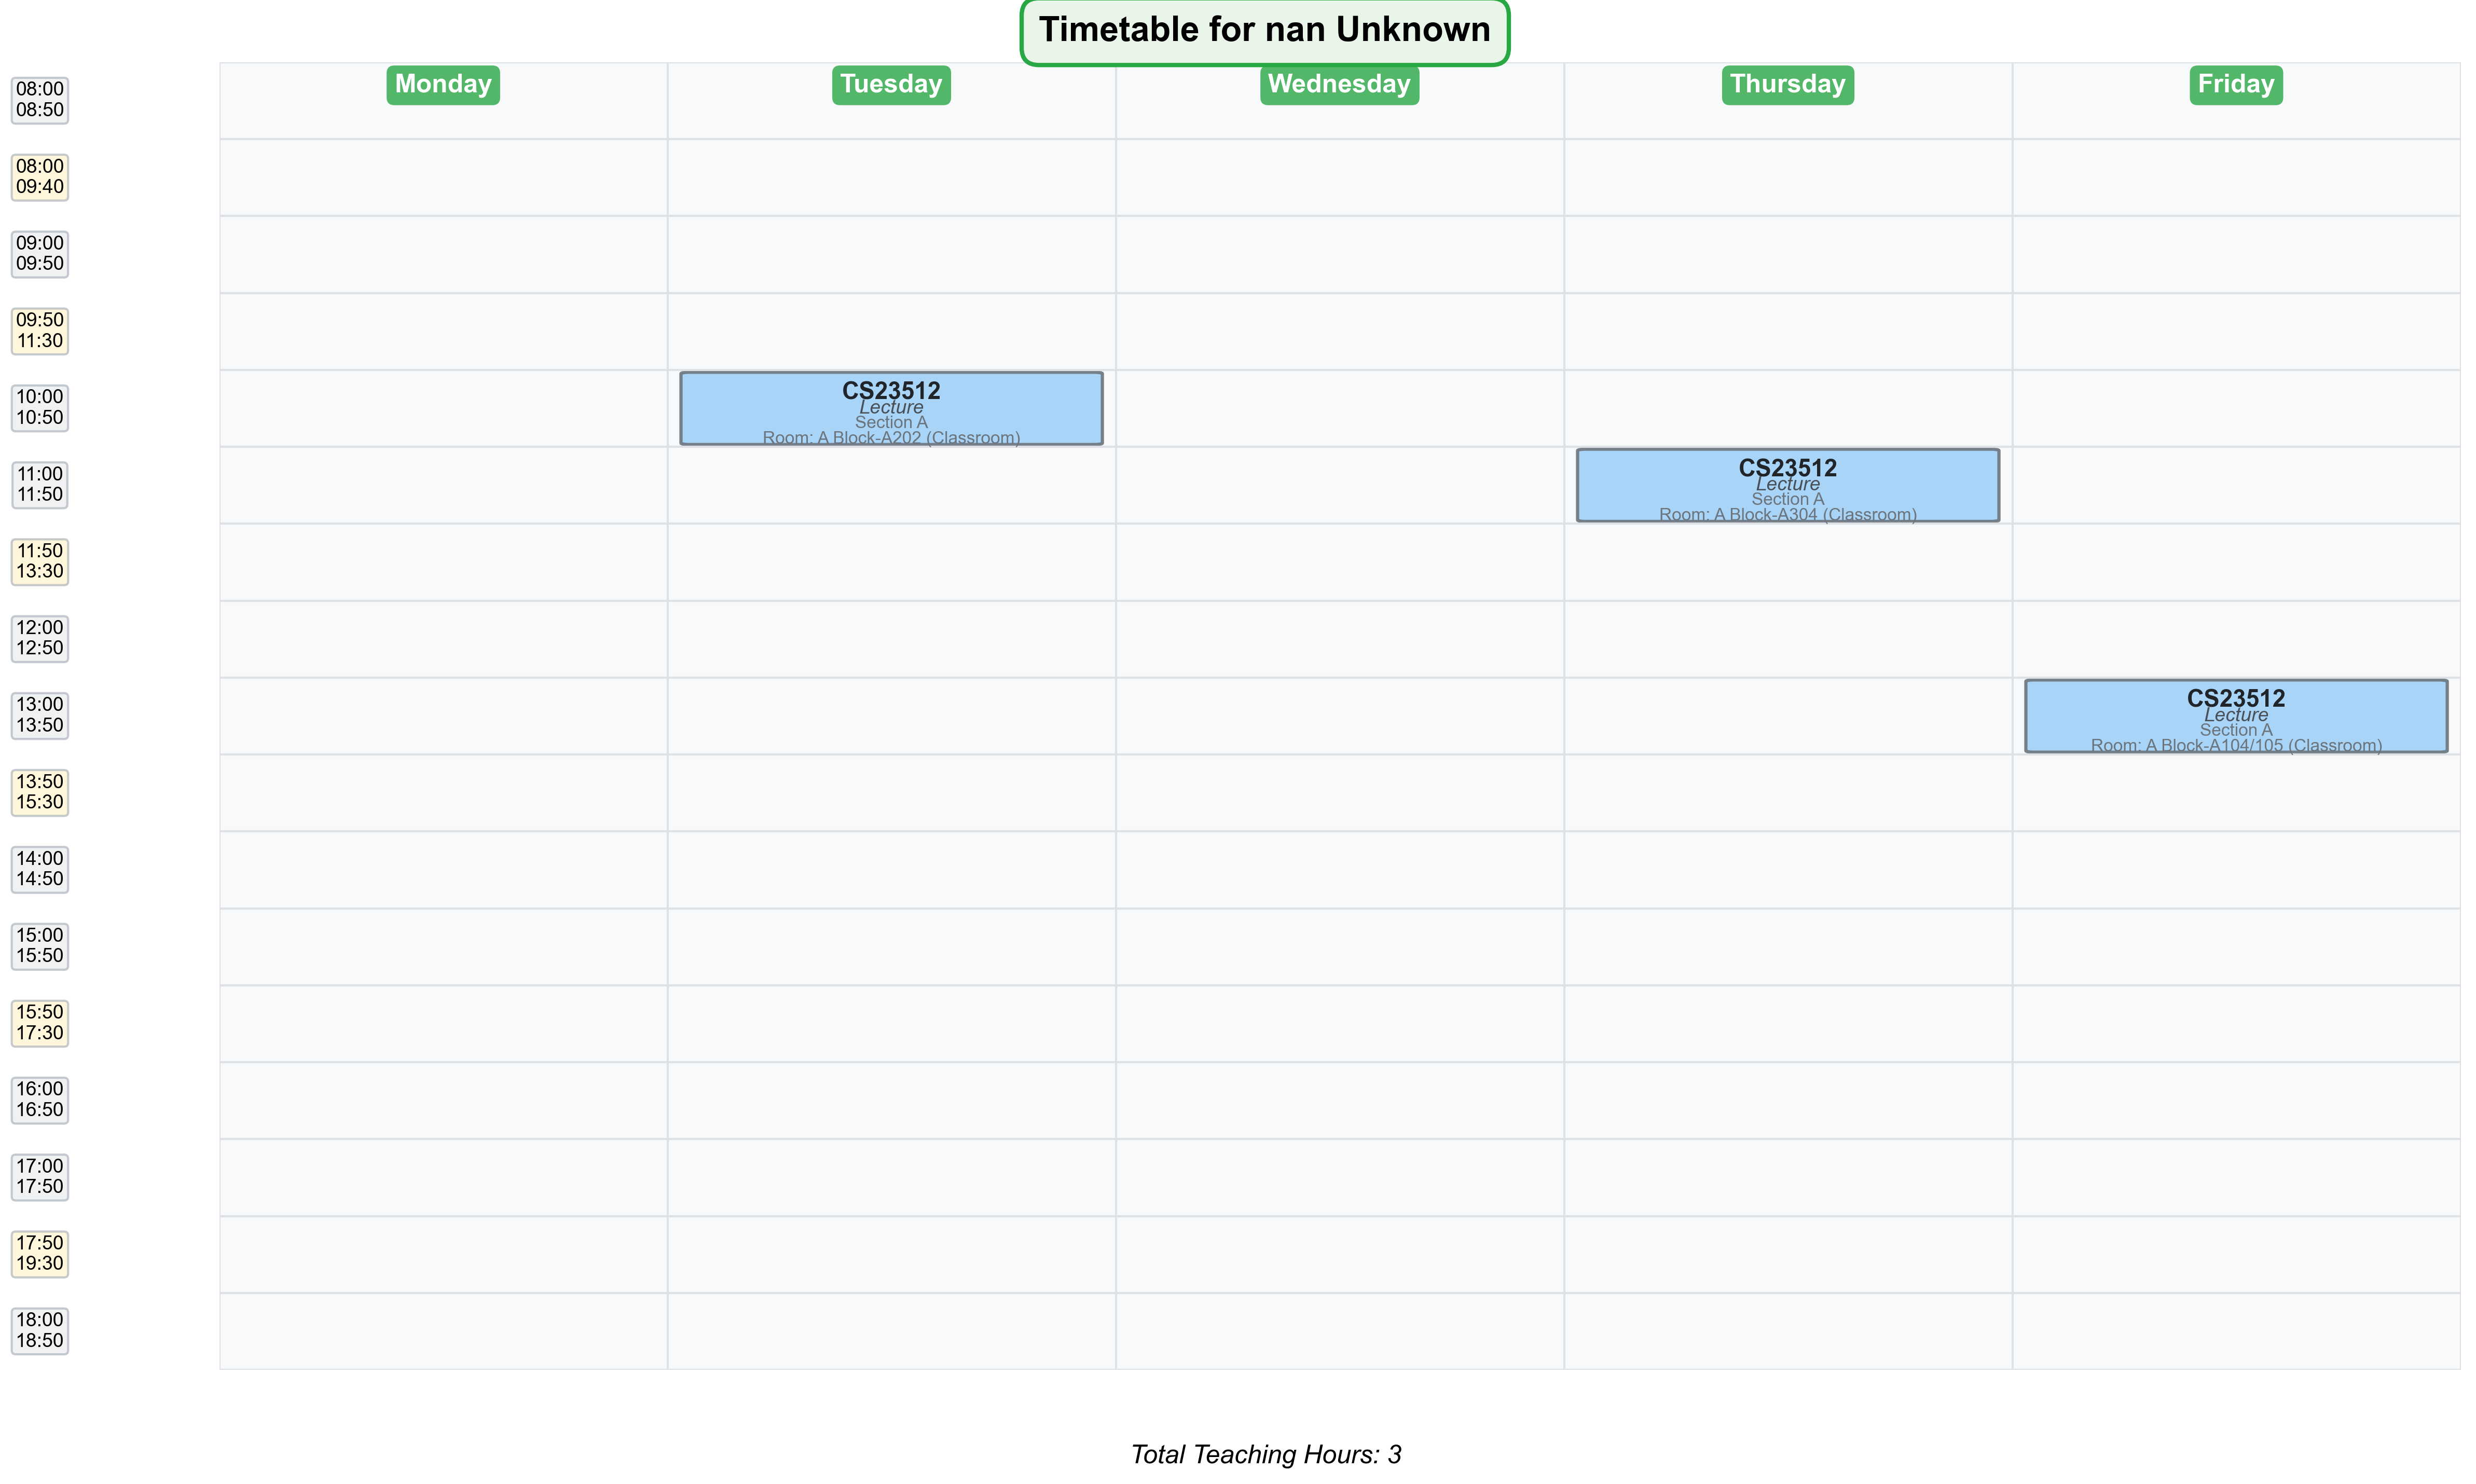 Timetable for nan Unknown
Monday
Tuesday
Wednesday
Thursday
Friday
08:00
08:50
08:00
09:40
09:00
09:50
09:50
11:30
10:00
10:50
CS23512
Lecture
Section A
Room: A Block-A202 (Classroom)
11:00
11:50
CS23512
Lecture
Section A
Room: A Block-A304 (Classroom)
11:50
13:30
12:00
12:50
13:00
13:50
CS23512
Lecture
Section A
Room: A Block-A104/105 (Classroom)
13:50
15:30
14:00
14:50
15:00
15:50
15:50
17:30
16:00
16:50
17:00
17:50
17:50
19:30
18:00
18:50
Total Teaching Hours: 3